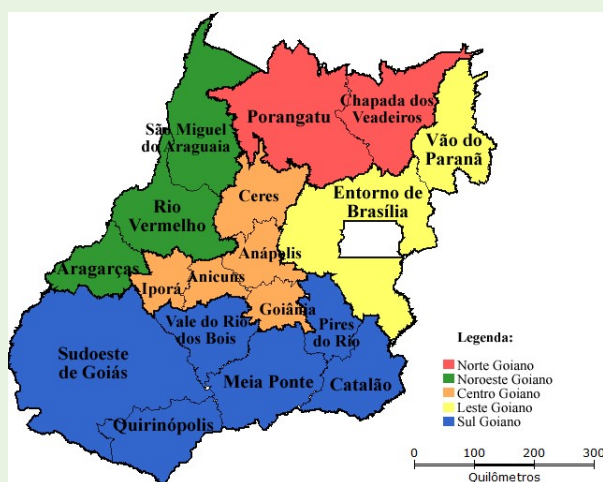 Porangatu
Chapada dos
Veadeiros
São Miguel
do Araguaia
Vão do
Paranã
Ceres
Entorno de
Brasília
Rio
Vermelho
Anápolis
Aragarças
Iporá
Anicuns
Goiânia
Vale do Rio
dos Bois
Pires
do Rio
Sudoeste
de Goiás
Meia Ponte
Catalão
Quirinópolis
Legenda:
Norte Goiano
Noroeste Goiano
Centro Goiano
Leste Goiano
Sul Goiano
0 100 200 300
Quilômetros